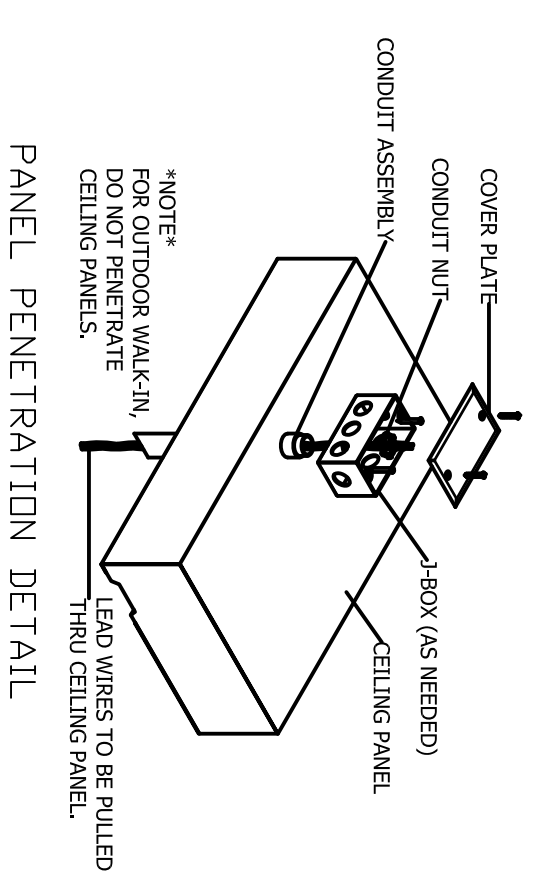 COVER PLATE
CONDUIT NUT
CONDUIT ASSEMBLY
J-BOX (AS NEEDED)
CEILING PANEL
*NOTE*
FOR OUTDOOR WALK-IN,
DO NOT PENETRATE
CEILING PANELS.
LEAD WIRES TO BE PULLED
THRU CEILING PANEL.
PANEL PENETRATION DETAIL